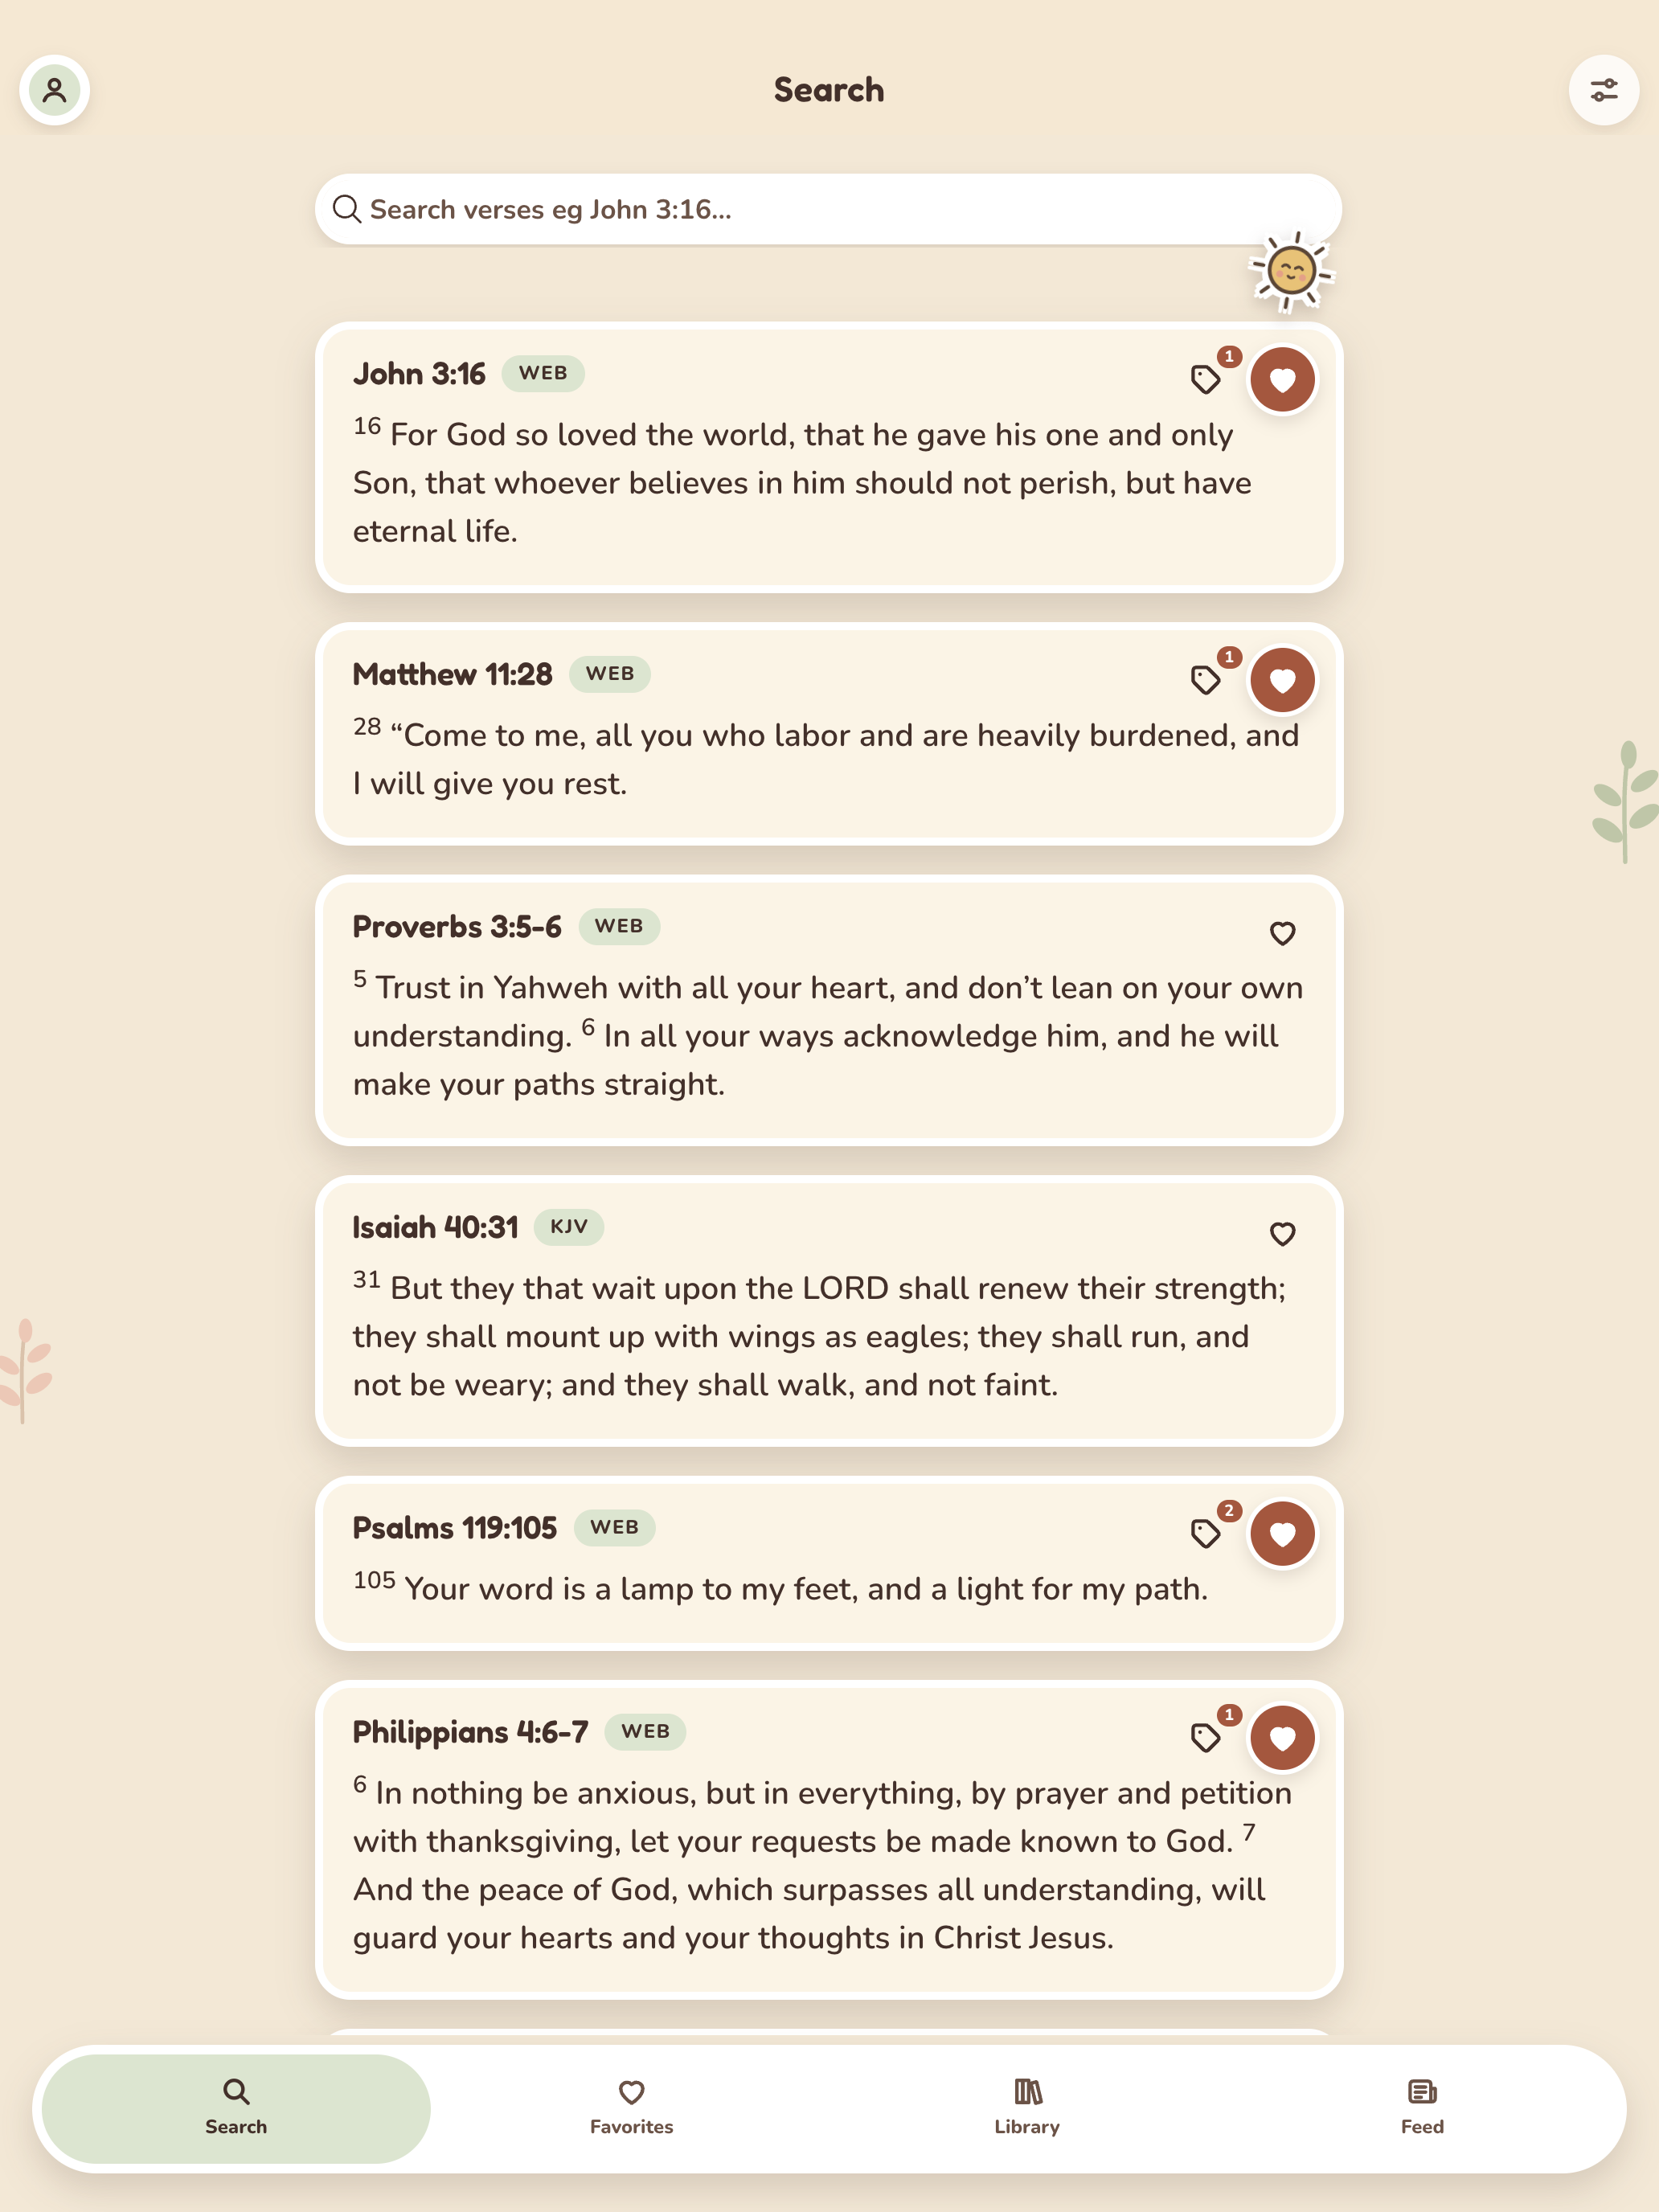 Search
Search verses eg John 3:16...
John 3:16 WEB 1
16 For God so loved the world, that he gave his one and only
Son, that whoever believes in him should not perish, but have
eternal life.
Matthew 11:28 WEB 1
28 “Come to me, all you who labor and are heavily burdened, and
I will give you rest.
Proverbs 3:5-6 WEB
5 Trust in Yahweh with all your heart, and don’t lean on your own
understanding. 6 In all your ways acknowledge him, and he will
make your paths straight.
Isaiah 40:31 KJV
31 But they that wait upon the LORD shall renew their strength;
they shall mount up with wings as eagles; they shall run, and
not be weary; and they shall walk, and not faint.
Psalms 119:105 WEB 2
105 Your word is a lamp to my feet, and a light for my path.
Philippians 4:6-7 WEB 1
6 In nothing be anxious, but in everything, by prayer and petition
with thanksgiving, let your requests be made known to God. 7
And the peace of God, which surpasses all understanding, will
guard your hearts and your thoughts in Christ Jesus.
Search Favorites Library Feed